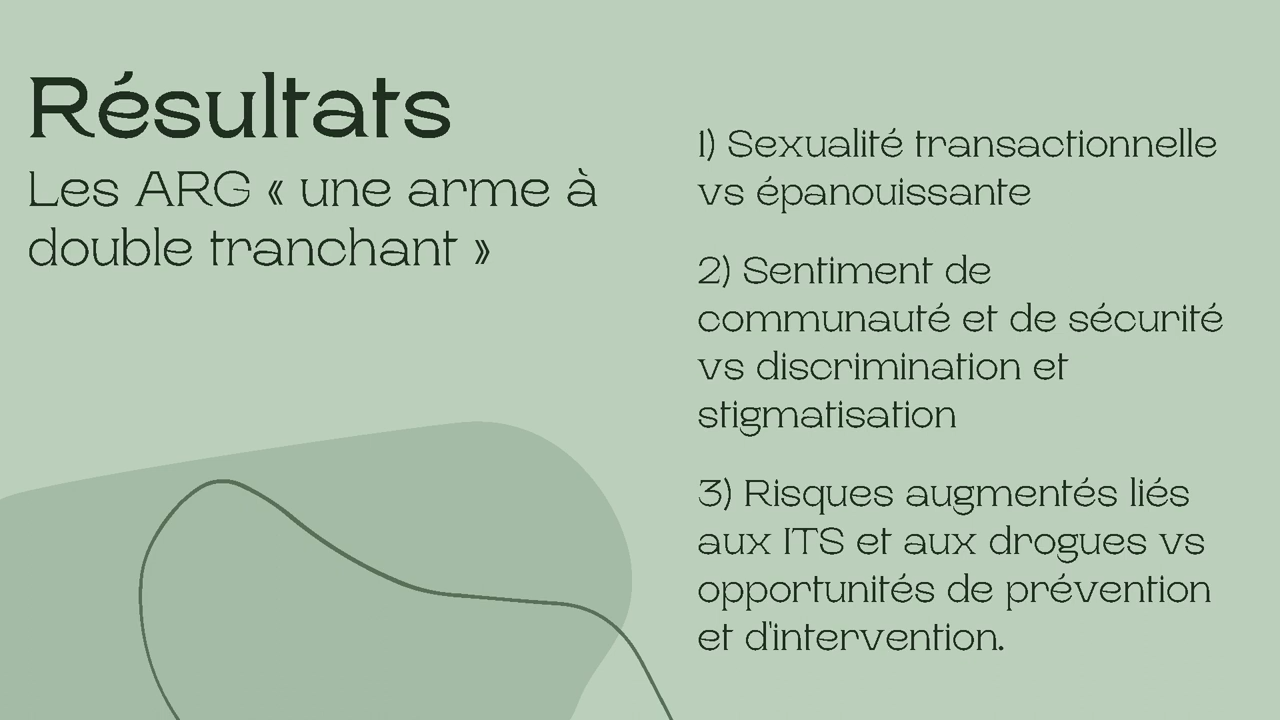 Résultats
Les ARG « une arme à
double tranchant »
1) Sexualité transactionnelle
vs épanouissante
2) Sentiment de
communauté et de sécurité
vs discrimination et
stigmatisation
3) Risques augmentés liés
aux ITS et aux drogues vs
opportunités de prévention
et d'intervention.